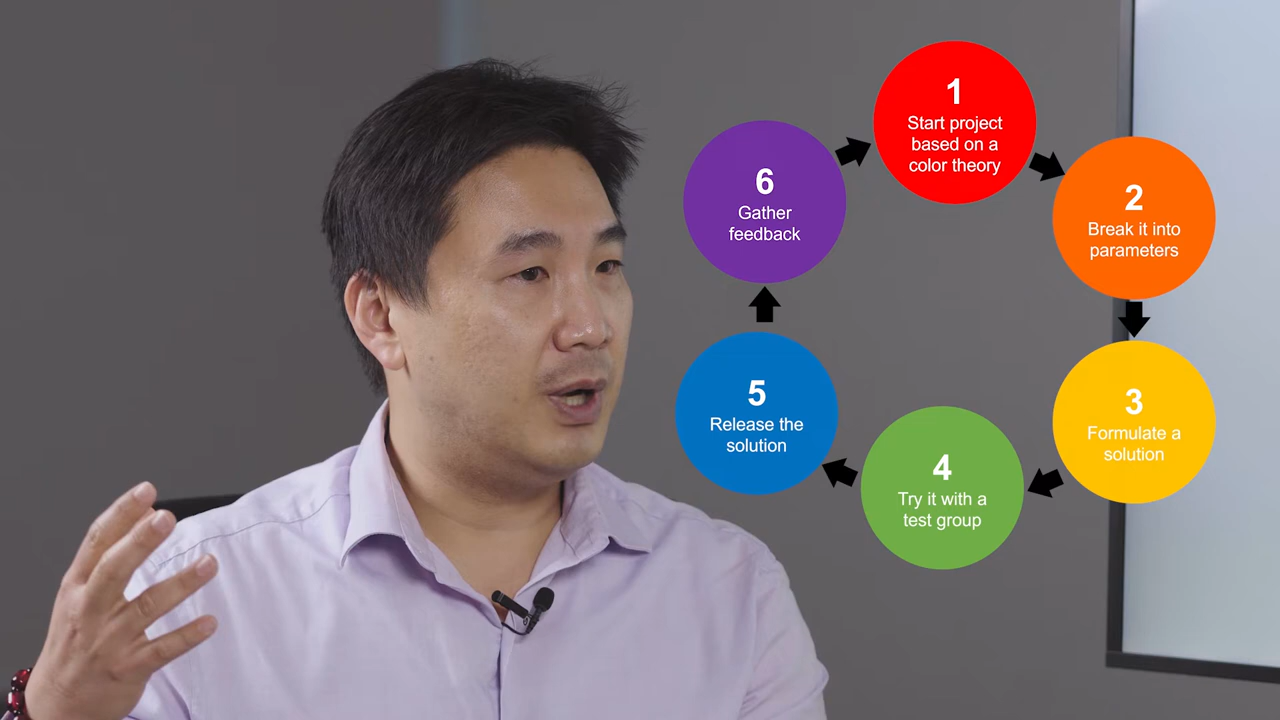 1
Start project
based on a
color theory
2
Break it into
parameters
3
Formulate a
solution
4
Try it with a
test group
5
Release the
solution
6
Gather
feedback